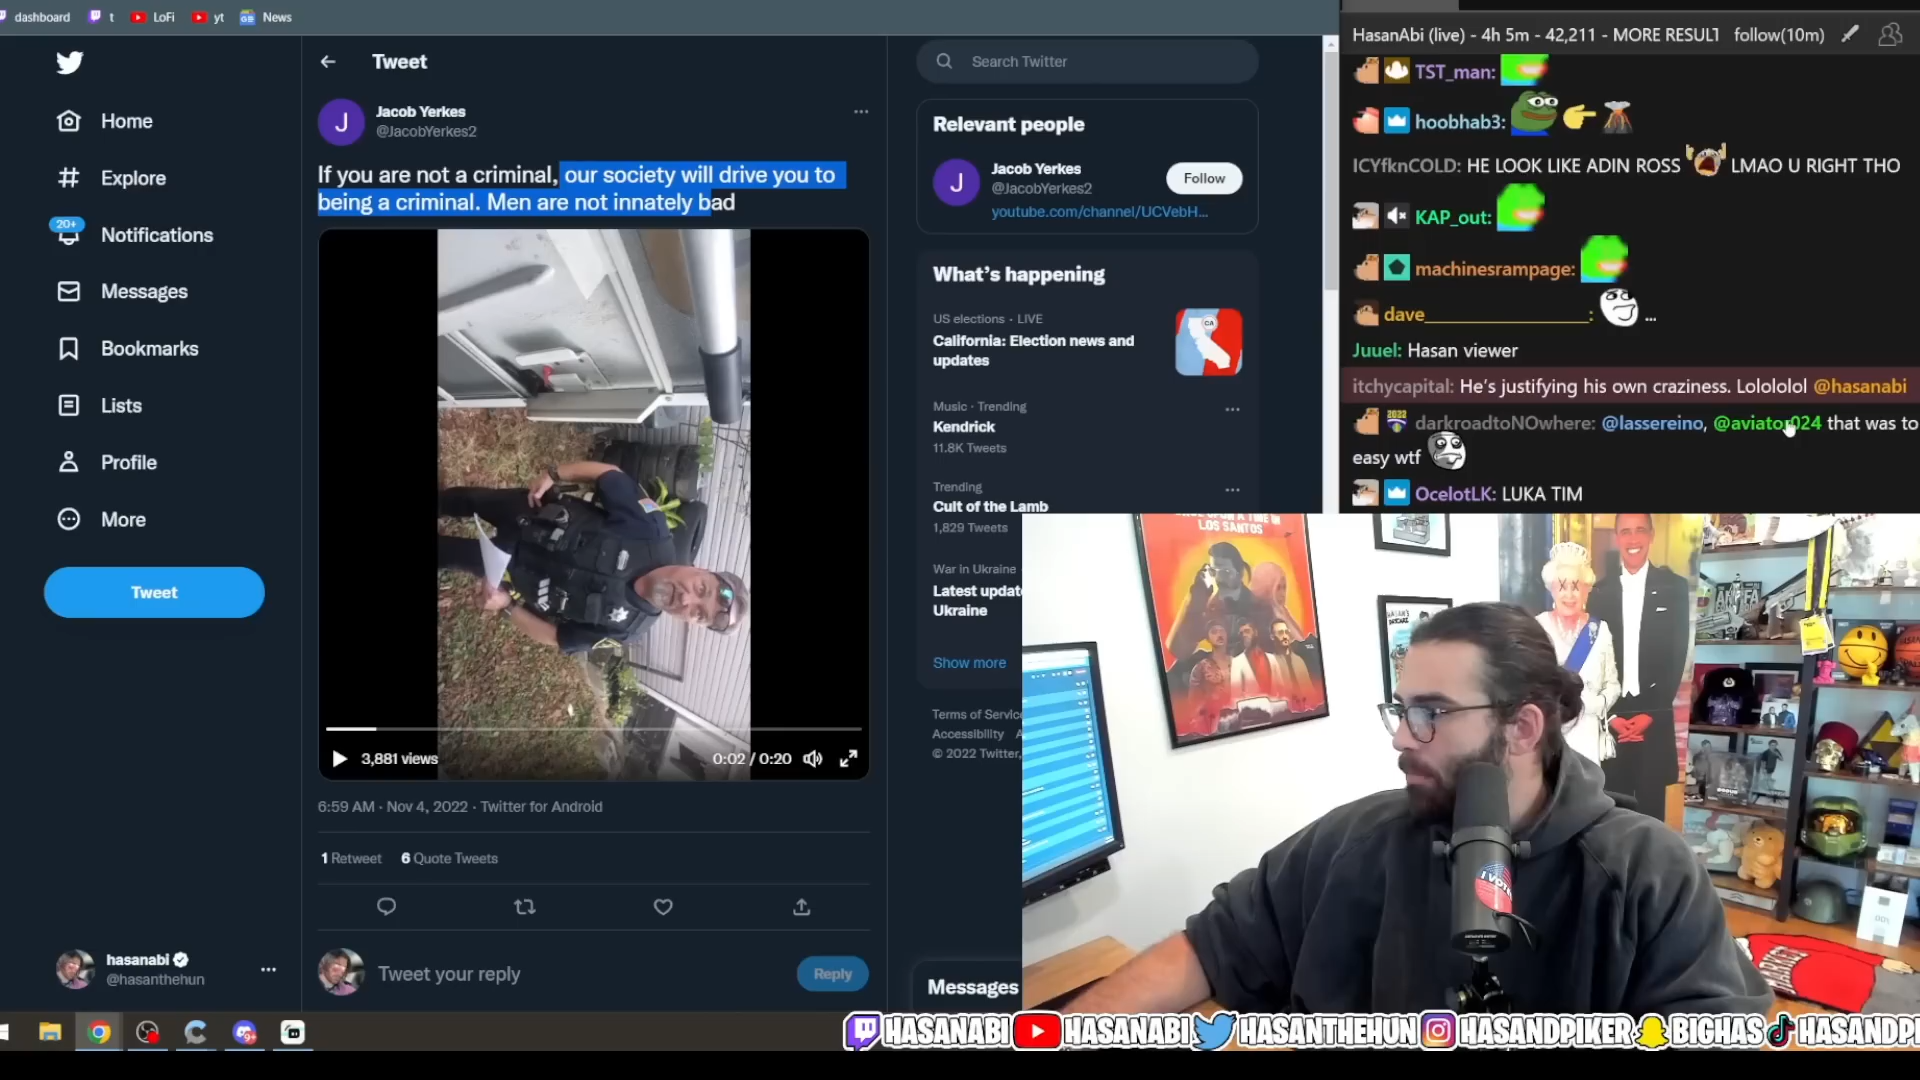 dashboard
t
LoFi
yt
News
Tweet
Jacob Yerkes
@JacobYerkes2
If you are not a criminal, our society will drive you to
being a criminal. Men are not innately bad
3,881 views
0:02 / 0:20
6:59 AM · Nov 4, 2022 · Twitter for Android
1 Retweet 6 Quote Tweets
Tweet your reply
Reply
Home
Explore
20+
Notifications
Messages
Bookmarks
Lists
Profile
More
Tweet
hasanabi
@hasanthehun
Search Twitter
Relevant people
Jacob Yerkes
@JacobYerkes2
Follow
youtube.com/channel/UCVebH...
What's happening
US elections · LIVE
California: Election news and
updates
CA
Music · Trending
Kendrick
11.8K Tweets
Trending
Cult of the Lamb
1,829 Tweets
War in Ukraine
Latest updat
Ukraine
Show more
Terms of Servic
Accessibility A
© 2022 Twitter,
Messages
HasanAbi (live) - 4h 5m - 42,211 - MORE RESULT follow(10m)
TST_man:
hoobhab3:
ICYfknCOLD: HE LOOK LIKE ADIN ROSS LMAO U RIGHT THO
KAP_out:
machinesrampage:
dave______________: ...
Juuel: Hasan viewer
itchycapital: He's justifying his own craziness. Lolololol @hasanabi
2022 darkroadtoNOwhere: @lassereino, @aviator024 that was to
easy wtf
OcelotLK: LUKA TIM
LOS SANTOS
ANTIFA
I VOTED
HASANABI HASANABI HASANTHEHUN HASANDPIKER BIGHAS HASANDPI